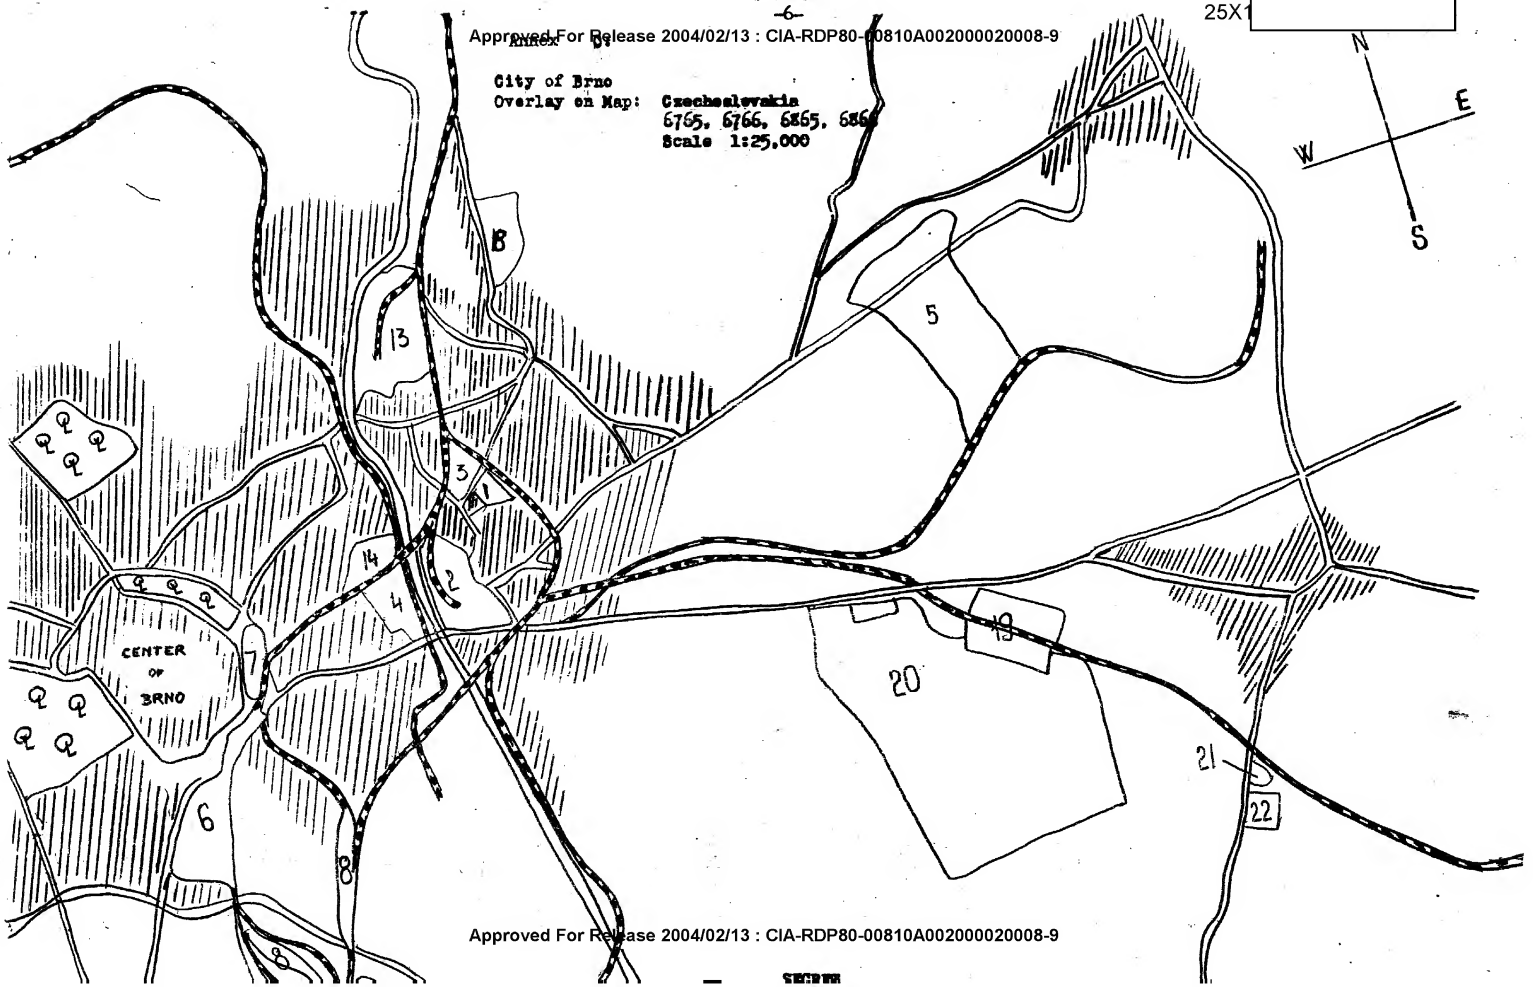 -6-
25X1
Approved For Release 2004/02/13 : CIA-RDP80-00810A002000020008-9
Annex
City of Brno
Overlay on Map: Czechoslovakia
6765, 6766, 6865, 6866
Scale 1:25,000
N
E
W
S
B
13
5
3
1
14
2
4
19
CENTER
OF
BRNO
7
20
21
22
6
8
8
Approved For Release 2004/02/13 : CIA-RDP80-00810A002000020008-9
SECRET